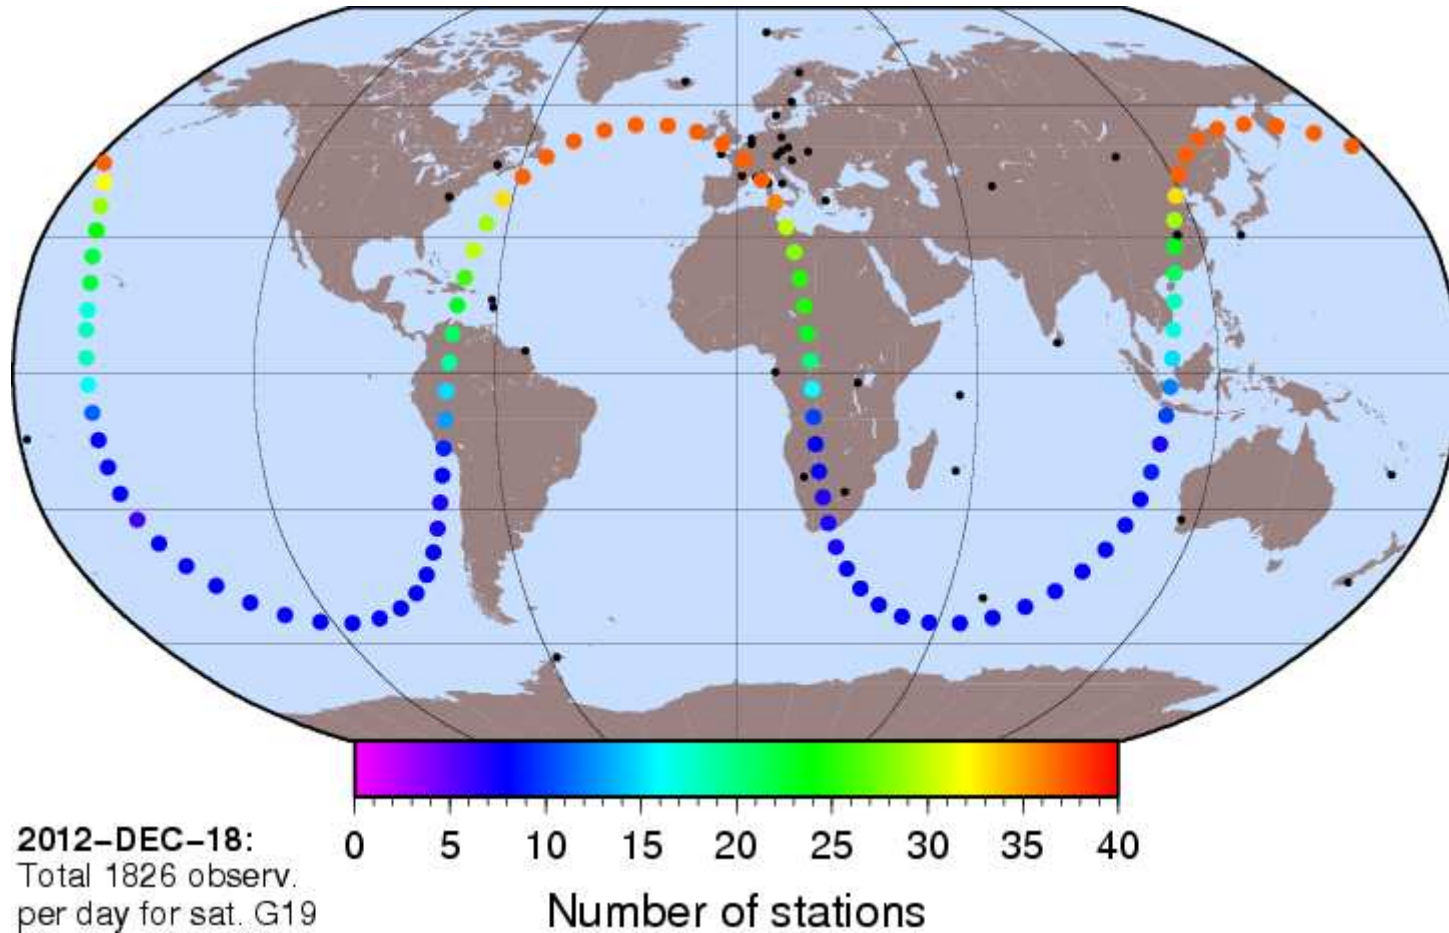 0 5 10 15 20 25 30 35 40
Number of stations
2012-DEC-18:
Total 1826 observ.
per day for sat. G19